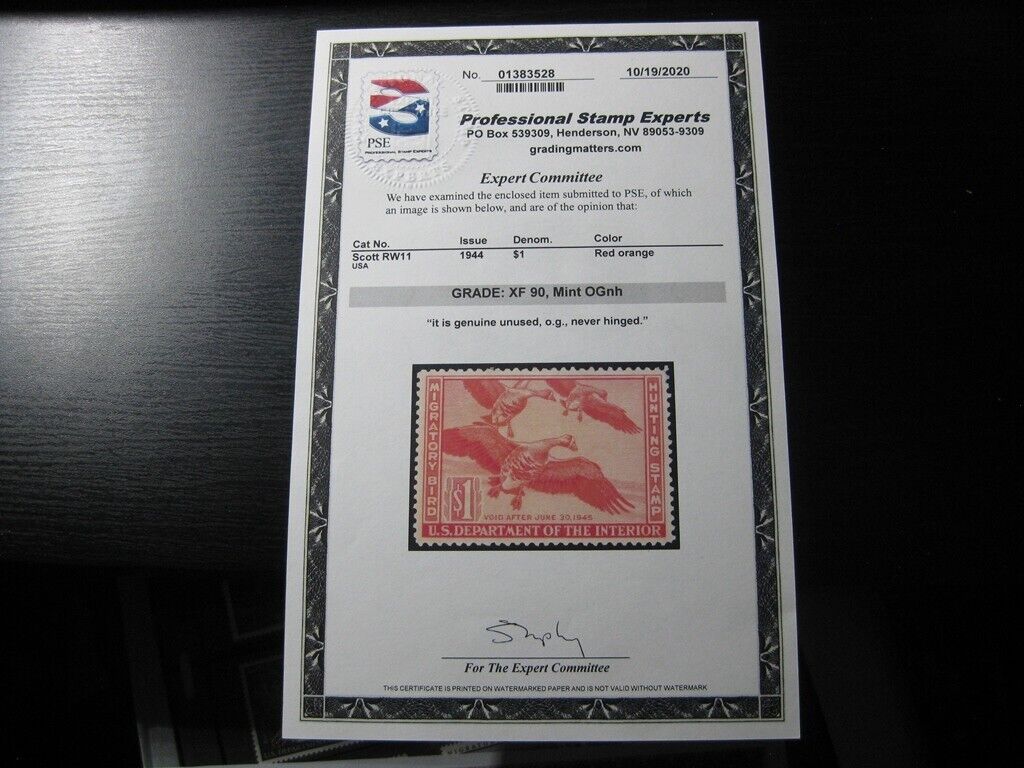 No. 01383528 10/19/2020
PSE
PROFESSIONAL STAMP EXPERTS
Professional Stamp Experts
PO Box 539309, Henderson, NV 89053-9309
gradingmatters.com
Expert Committee
We have examined the enclosed item submitted to PSE, of which
an image is shown below, and are of the opinion that:
Cat No. Issue Denom. Color
Scott RW11 1944 $1 Red orange
USA
GRADE: XF 90, Mint OGnh
“it is genuine unused, o.g., never hinged.”
MIGRATORY BIRD
HUNTING STAMP
$1
VOID AFTER JUNE 30, 1945
U.S. DEPARTMENT OF THE INTERIOR
For The Expert Committee
THIS CERTIFICATE IS PRINTED ON WATERMARKED PAPER AND IS NOT VALID WITHOUT WATERMARK